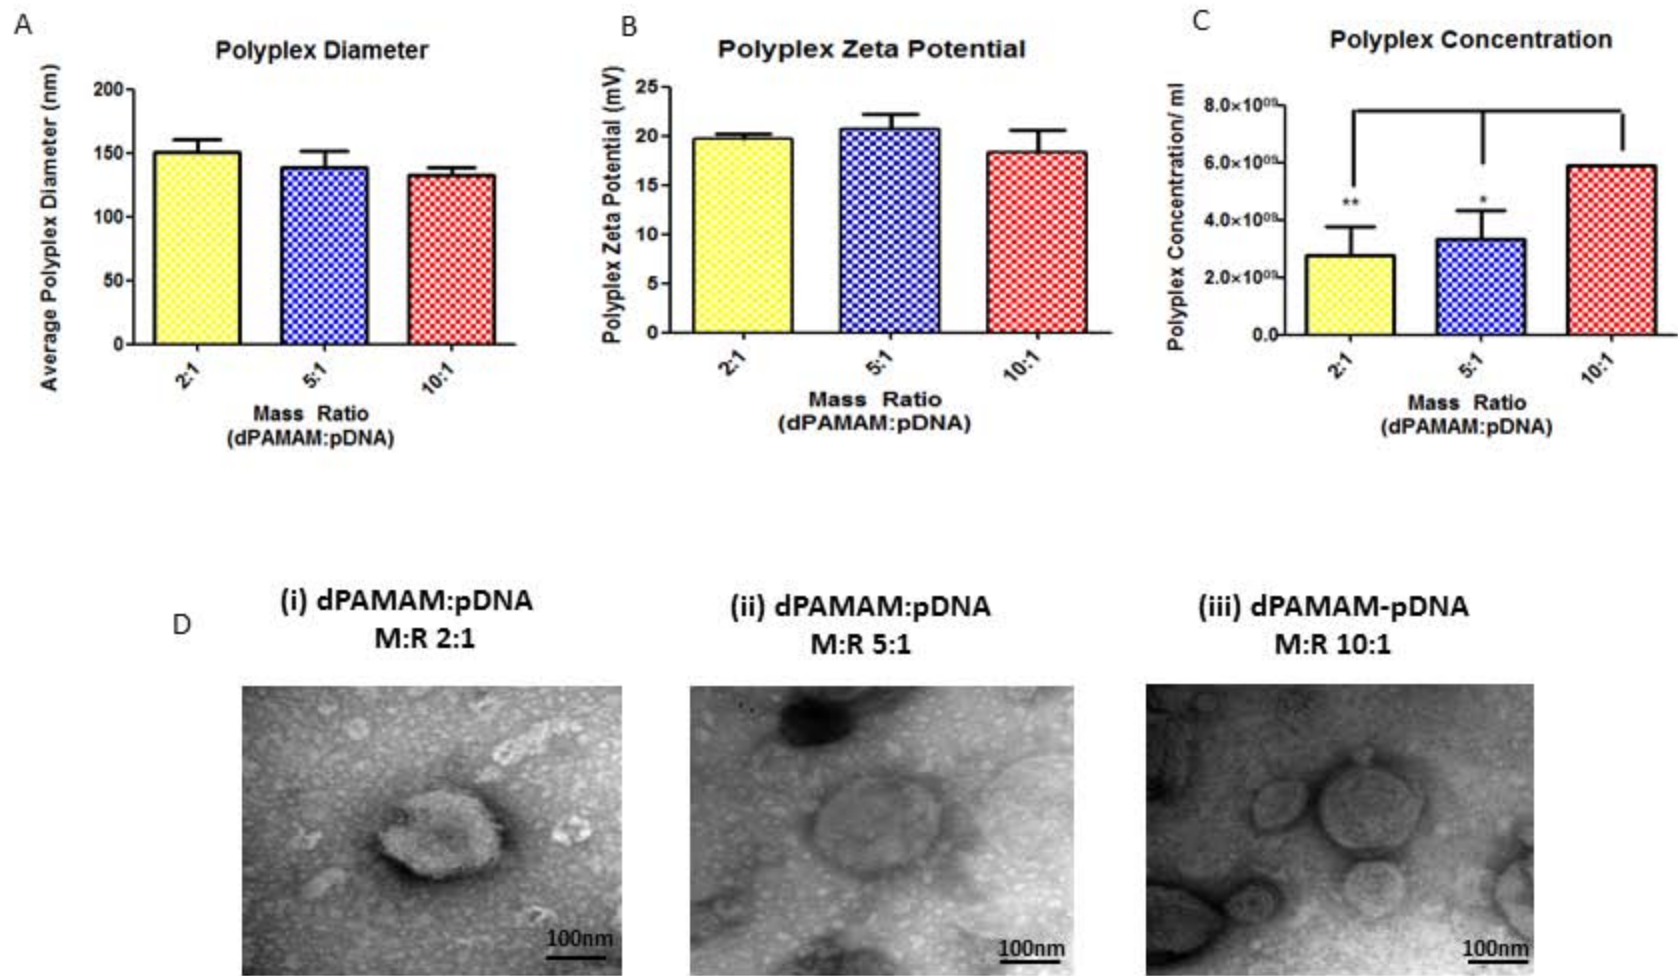 A
Polyplex Diameter
Average Polyplex Diameter (nm)
200
150
100
50
0
2:1
5:1
10:1
Mass Ratio
(dPAMAM:pDNA)
B
Polyplex Zeta Potential
Polyplex Zeta Potential (mV)
25
20
15
10
5
0
2:1
5:1
10:1
Mass Ratio
(dPAMAM:pDNA)
C
Polyplex Concentration
Polyplex Concentration/ ml
8.0×10⁰⁹
6.0×10⁰⁹
4.0×10⁰⁹
2.0×10⁰⁹
0.0
**
*
2:1
5:1
10:1
Mass Ratio
(dPAMAM:pDNA)
D
(i) dPAMAM:pDNA
M:R 2:1
100nm
(ii) dPAMAM:pDNA
M:R 5:1
100nm
(iii) dPAMAM-pDNA
M:R 10:1
100nm